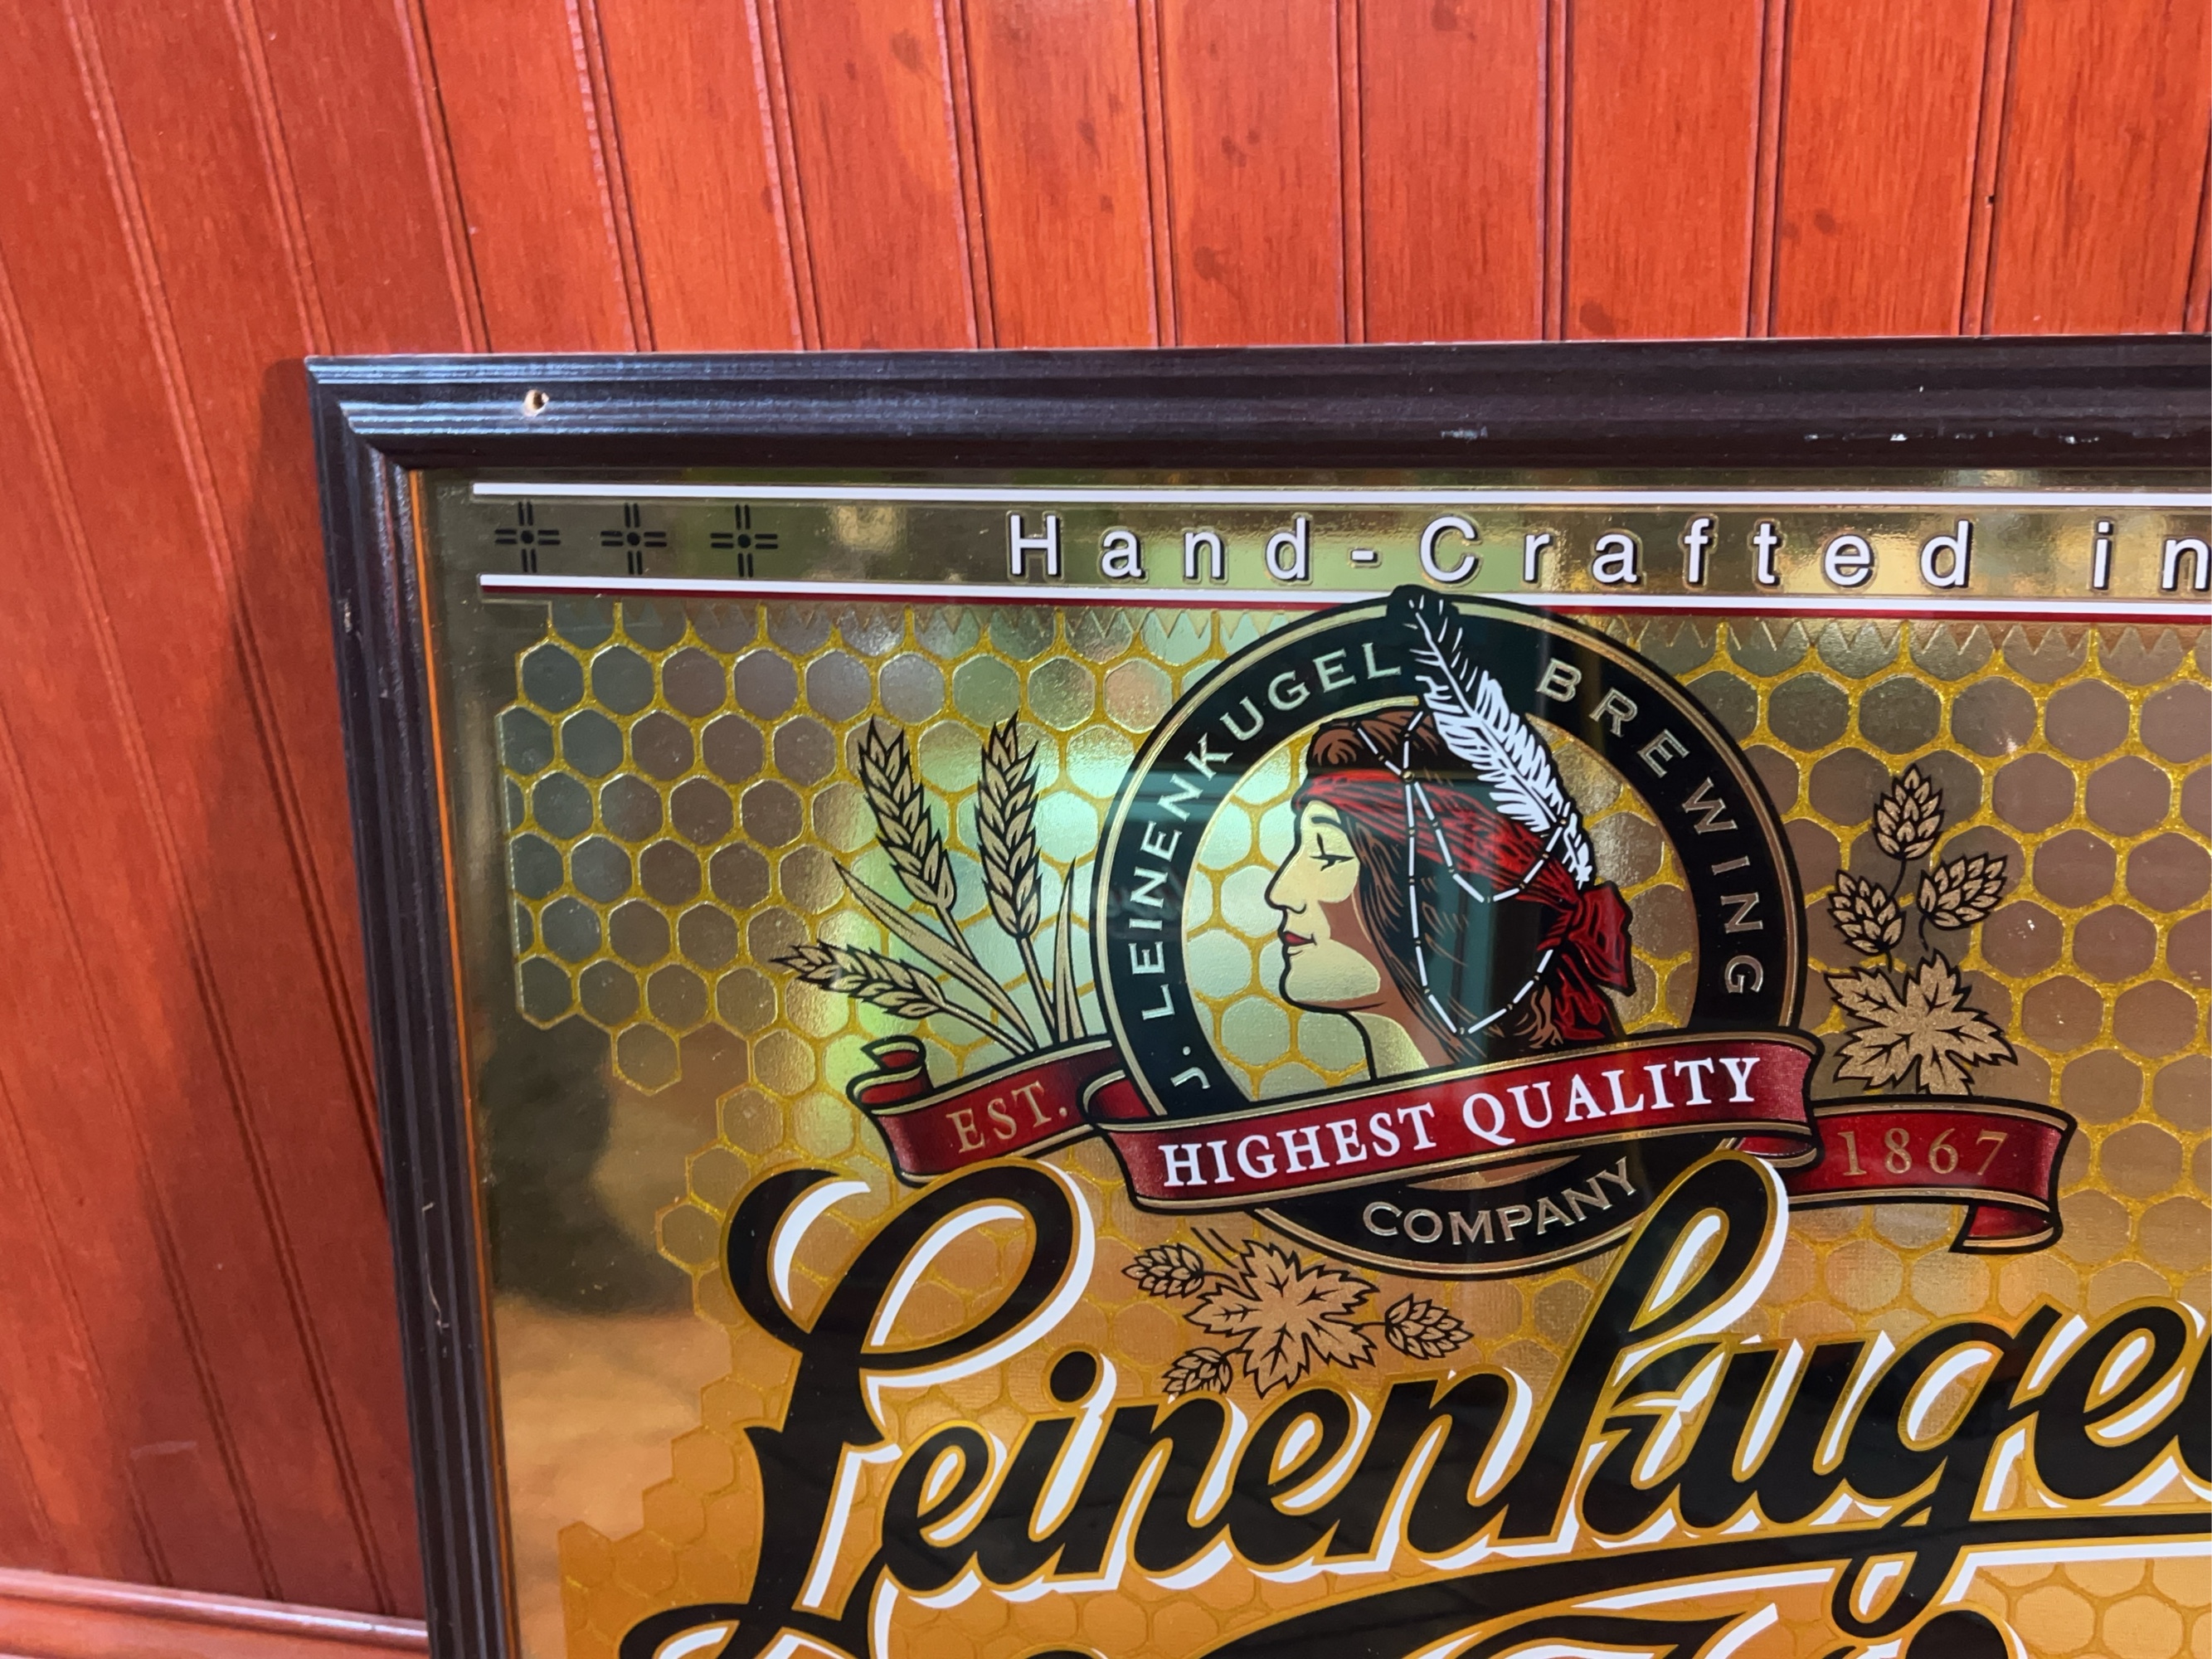 Hand-Crafted in
J. LEINENKUGEL BREWING
EST. HIGHEST QUALITY 1867
COMPANY